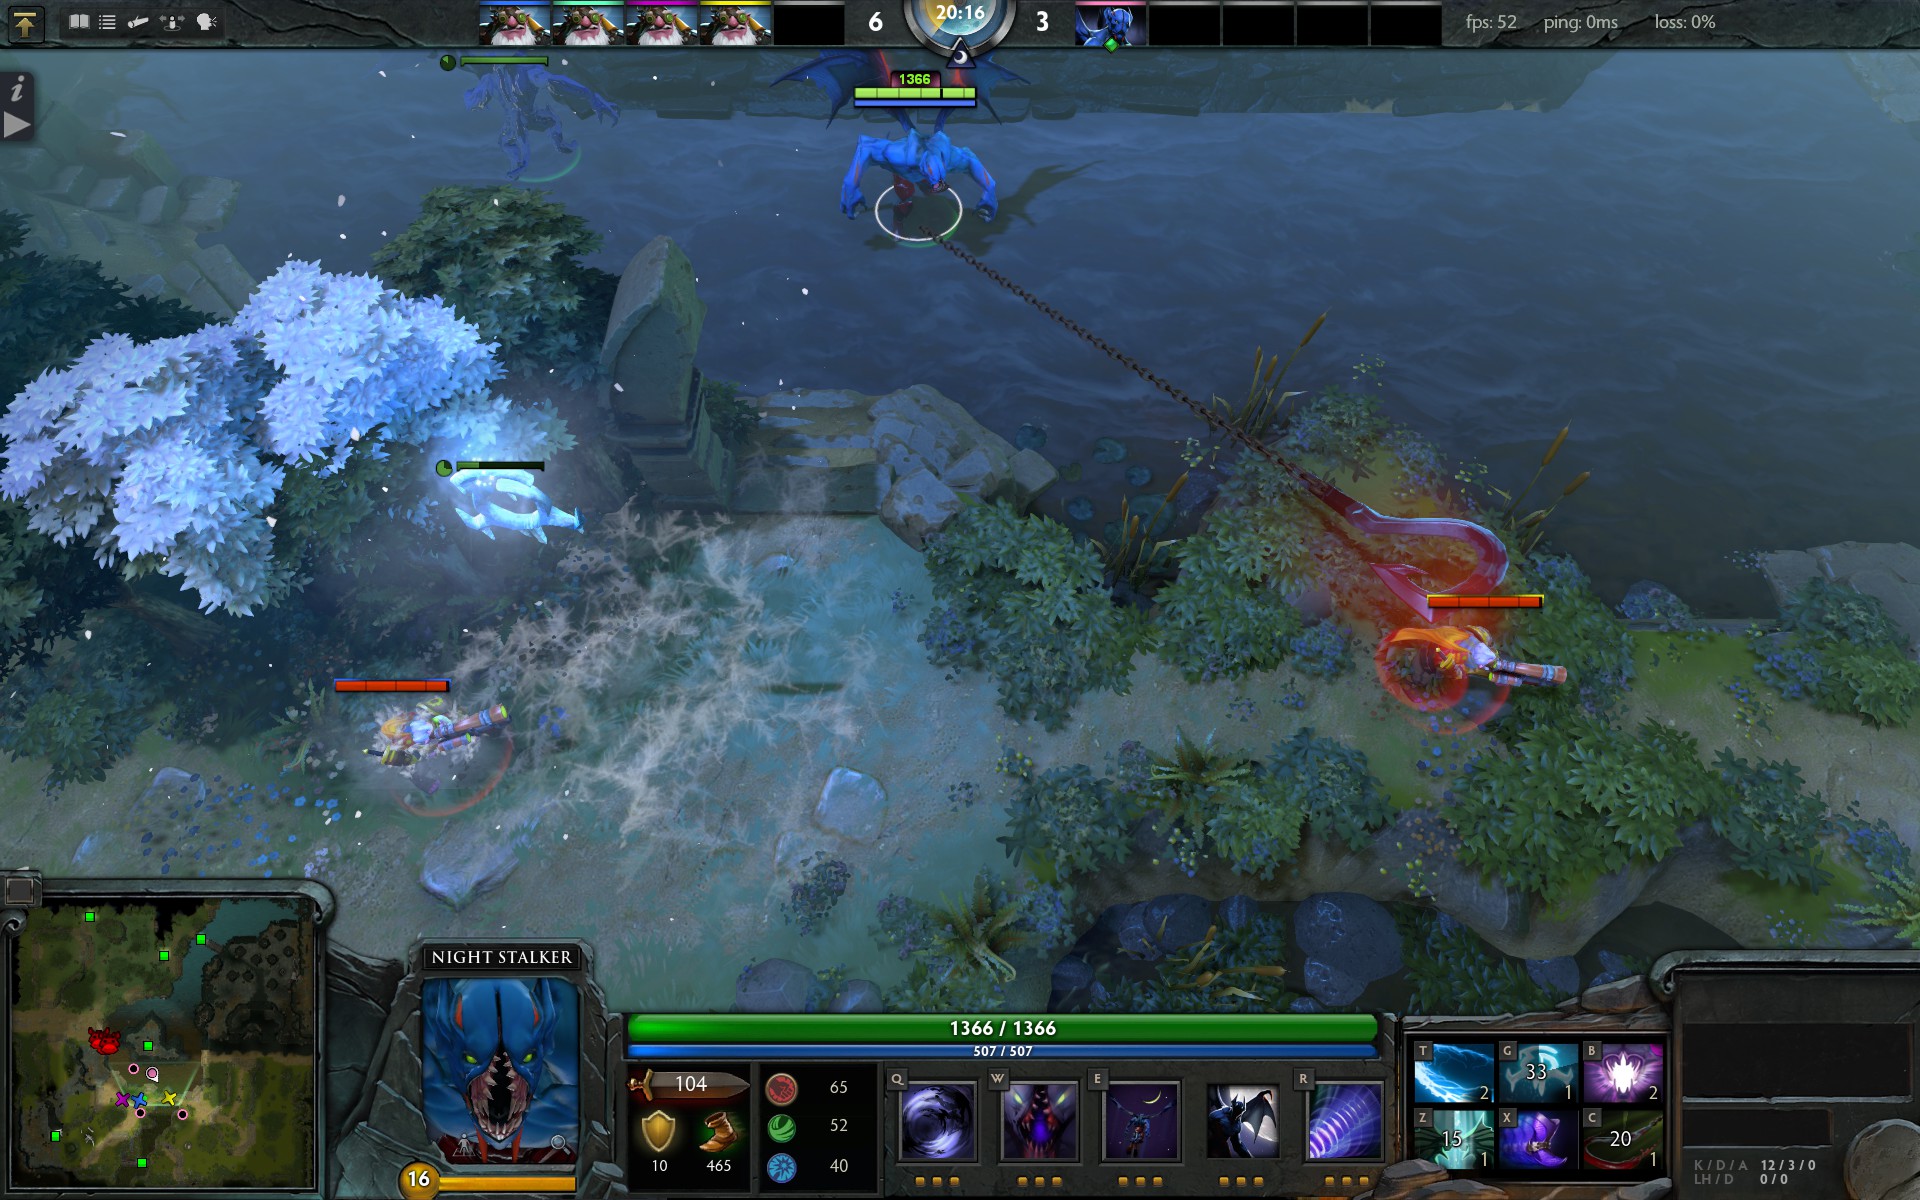 6
20:16
3
fps: 52 ping: 0ms loss: 0%
i
1366
NIGHT STALKER
16
1366 / 1366
507 / 507
104
10
465
65
52
40
Q
W
E
R
T
2
G
33
1
B
2
Z
15
1
X
C
20
1
K / D / A 12 / 3 / 0
LH / D 0 / 0